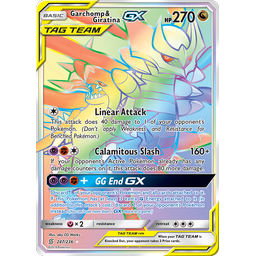 BASIC
Garchomp & Giratina GX HP 270
TAG TEAM
Linear Attack
This attack does 40 damage to 1 of your opponent's
Pokémon. (Don't apply Weakness and Resistance for
Benched Pokémon.)
Calamitous Slash 160+
If your opponent's Active Pokémon already has any
damage counters on it, this attack does 80 more damage.
GG End GX
weakness ×2 resistance retreat
TAG TEAM rule
When your TAG TEAM is
Knocked Out, your opponent takes 3 Prize cards.
247/236